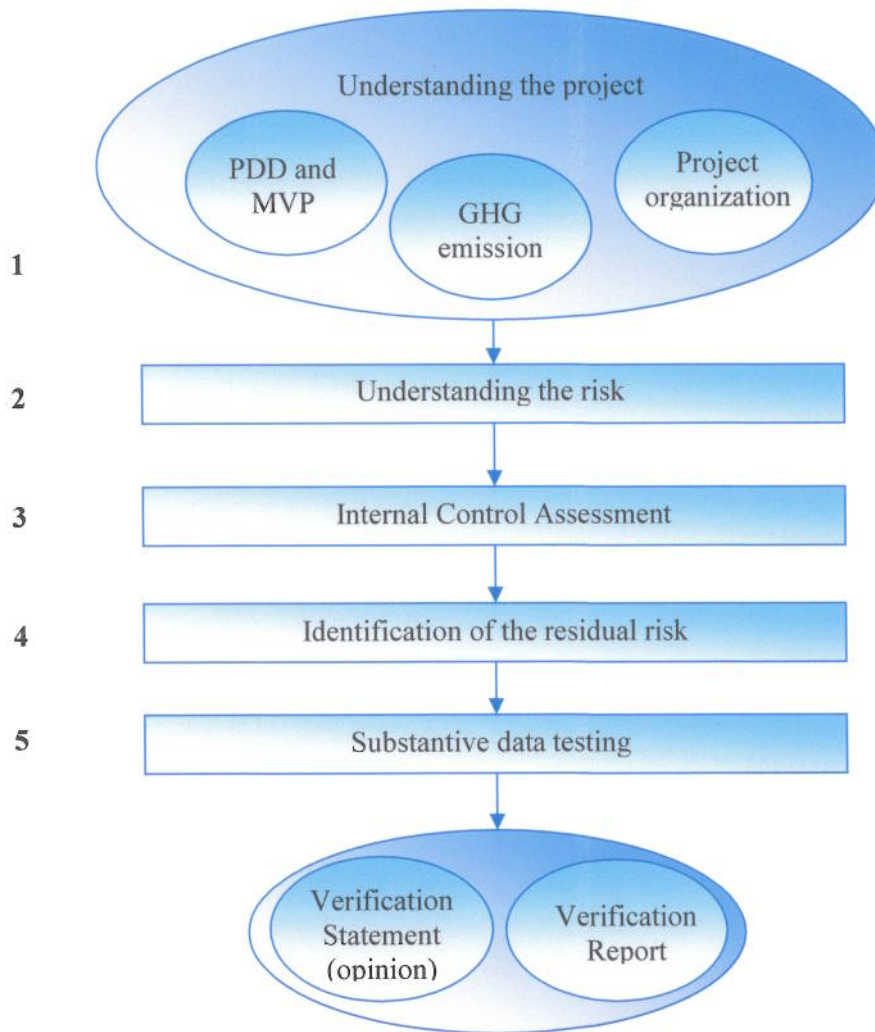 Understanding the project
PDD and
MVP
GHG
emission
Project
organization
1
2
Understanding the risk
3
Internal Control Assessment
4
Identification of the residual risk
5
Substantive data testing
Verification
Statement
(opinion)
Verification
Report